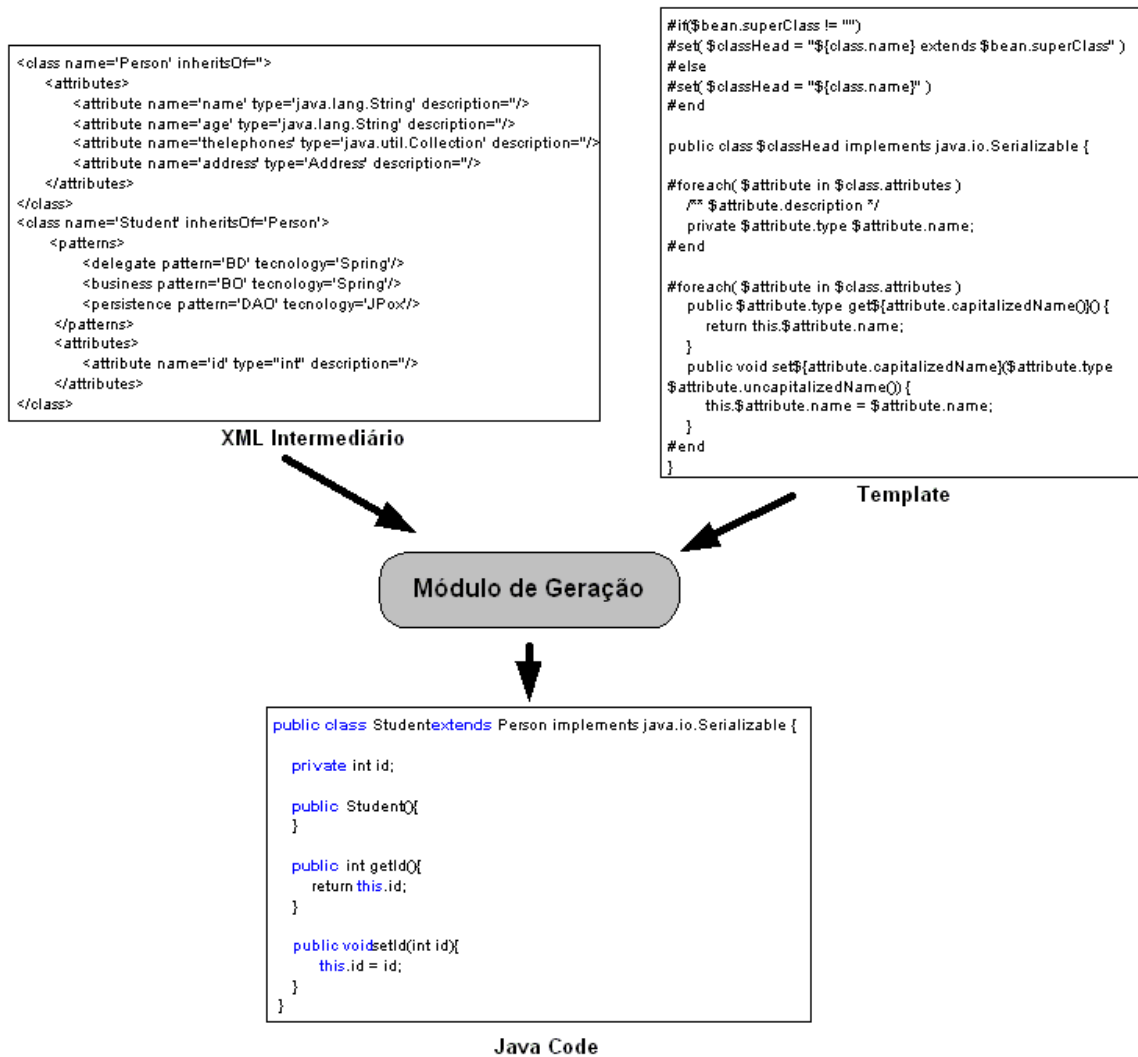 <class name='Person' inheritsOf=''>
<attributes>
<attribute name='name' type='java.lang.String' description=''/>
<attribute name='age' type='java.lang.String' description=''/>
<attribute name='thelephones' type='java.util.Collection' description=''/>
<attribute name='address' type='Address' description=''/>
</attributes>
</class>
<class name='Student' inheritsOf='Person'>
<patterns>
<delegate pattern='BD' tecnology='Spring'/>
<business pattern='BO' tecnology='Spring'/>
<persistence pattern='DAO' tecnology='JPox'/>
</patterns>
<attributes>
<attribute name='id' type="int" description=''/>
</attributes>
</class>
XML Intermediário
#if($bean.superClass != "")
#set( $classHead = "${class.name} extends $bean.superClass" )
#else
#set( $classHead = "${class.name}" )
#end
public class $classHead implements java.io.Serializable {
#foreach( $attribute in $class.attributes )
/** $attribute.description */
private $attribute.type $attribute.name;
#end
#foreach( $attribute in $class.attributes )
public $attribute.type get${attribute.capitalizedName()}() {
return this.$attribute.name;
}
public void set${attribute.capitalizedName}($attribute.type
$attribute.uncapitalizedName()) {
this.$attribute.name = $attribute.name;
}
#end
}
Template
Módulo de Geração
public class Studentextends Person implements java.io.Serializable {
private int id;
public Student(){
}
public int getId(){
return this.id;
}
public voidsetId(int id){
this.id = id;
}
}
Java Code